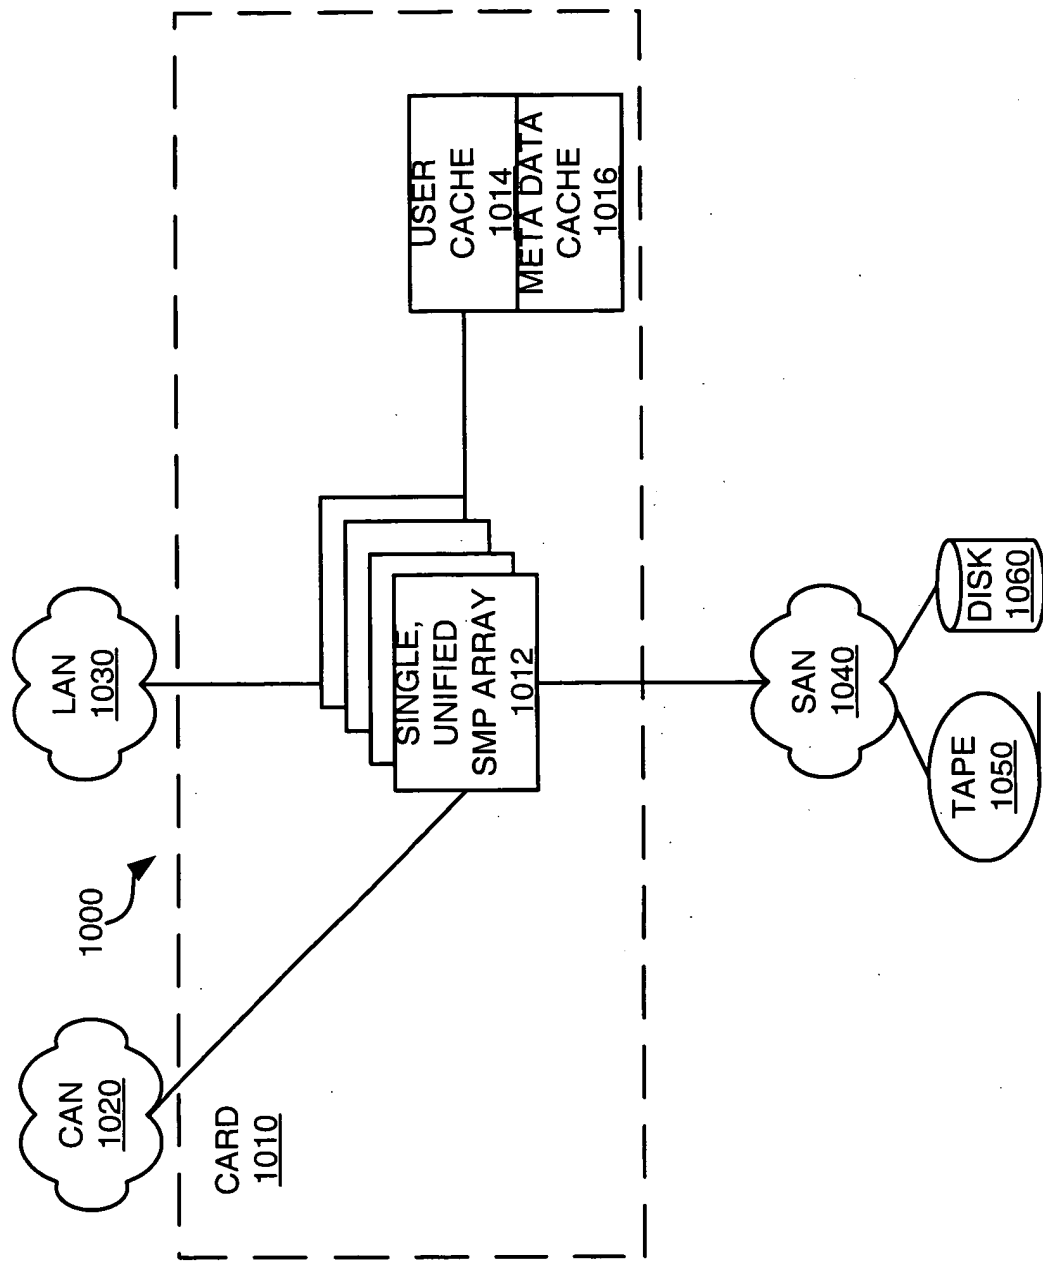 1000
CAN
1020
LAN
1030
CARD
1010
SINGLE,
UNIFIED
SMP ARRAY
1012
USER
CACHE
1014
META DATA
CACHE
1016
SAN
1040
TAPE
1050
DISK
1060